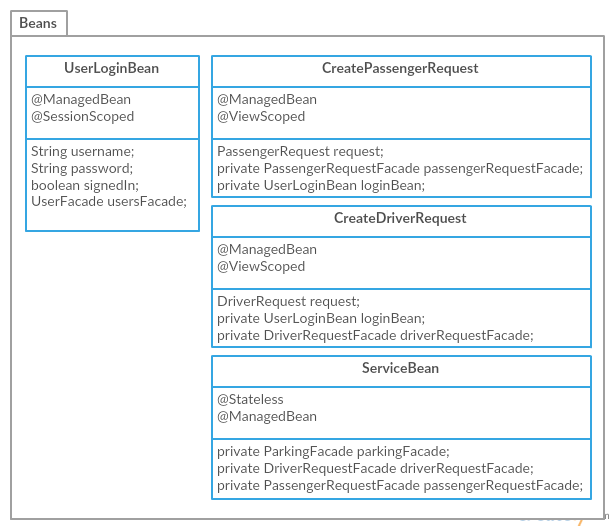 Beans
UserLoginBean
@ManagedBean
@SessionScoped
String username;
String password;
boolean signedIn;
UserFacade usersFacade;
CreatePassengerRequest
@ManagedBean
@ViewScoped
PassengerRequest request;
private PassengerRequestFacade passengerRequestFacade;
private UserLoginBean loginBean;
CreateDriverRequest
@ManagedBean
@ViewScoped
DriverRequest request;
private UserLoginBean loginBean;
private DriverRequestFacade driverRequestFacade;
ServiceBean
@Stateless
@ManagedBean
private ParkingFacade parkingFacade;
private DriverRequestFacade driverRequestFacade;
private PassengerRequestFacade passengerRequestFacade;